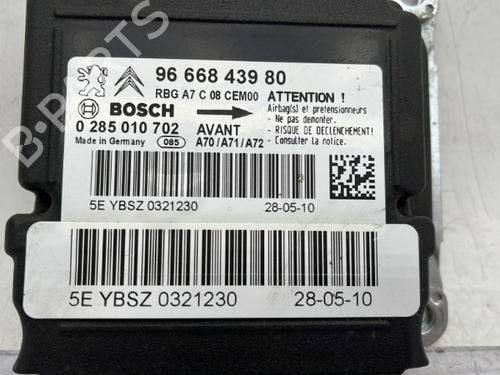 96 668 439 80
RBG A7 C 08 CEM00
ATTENTION !
BOSCH
Airbag(s) et pretensionneurs
- Ne pas demonter.
0 285 010 702
AVANT
- RISQUE DE DECLENCHEMENT!
Made in Germany
085
A70/A71/A72
- Consulter la notice.
5E YBSZ 0321230
28-05-10
5E YBSZ 0321230
28-05-10
B-PARTS